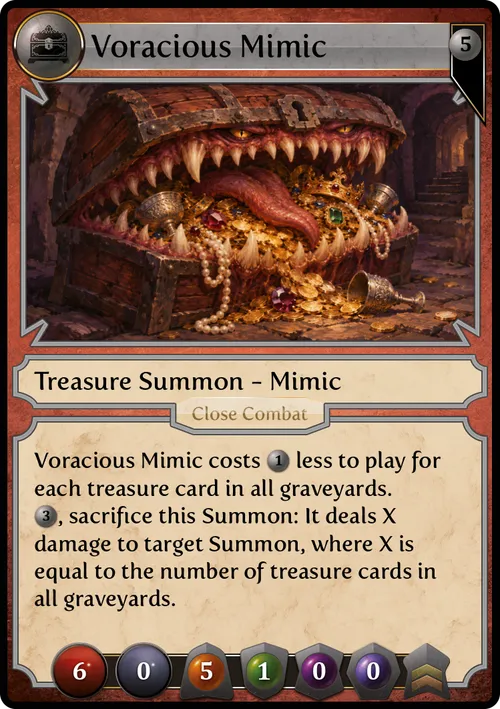 Voracious Mimic
5
Treasure Summon - Mimic
Close Combat
Voracious Mimic costs 1 less to play for
each treasure card in all graveyards.
3, sacrifice this Summon: It deals X
damage to target Summon, where X is
equal to the number of treasure cards in
all graveyards.
6* 0* 5 1 0 0